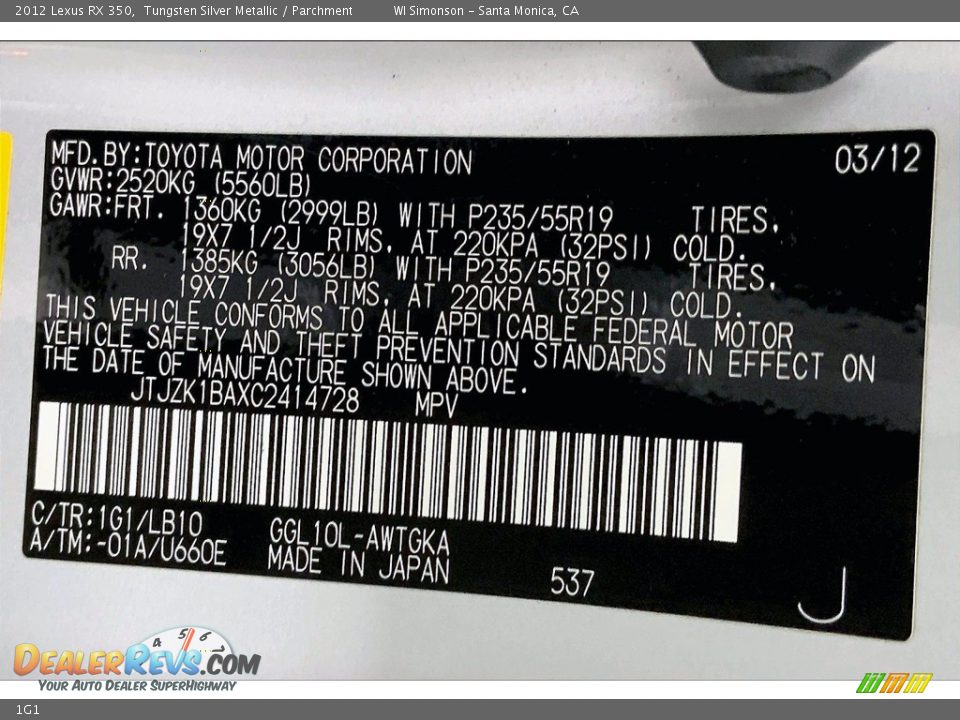 2012 Lexus RX 350, Tungsten Silver Metallic / Parchment WI Simonson - Santa Monica, CA
MFD.BY:TOYOTA MOTOR CORPORATION 03/12
GVWR:2520KG (5560LB)
GAWR:FRT. 1360KG (2999LB) WITH P235/55R19 TIRES,
19X7 1/2J RIMS, AT 220KPA (32PSI) COLD.
RR. 1385KG (3056LB) WITH P235/55R19 TIRES,
19X7 1/2J RIMS, AT 220KPA (32PSI) COLD.
THIS VEHICLE CONFORMS TO ALL APPLICABLE FEDERAL MOTOR
VEHICLE SAFETY AND THEFT PREVENTION STANDARDS IN EFFECT ON
THE DATE OF MANUFACTURE SHOWN ABOVE.
JTJZK1BAXC2414728 MPV
C/TR:1G1/LB10 GGL10L-AWTGKA
A/TM:-01A/U660E MADE IN JAPAN 537 J
4 5 6
DEALERREVS.COM
YOUR AUTO DEALER SUPERHIGHWAY
1G1